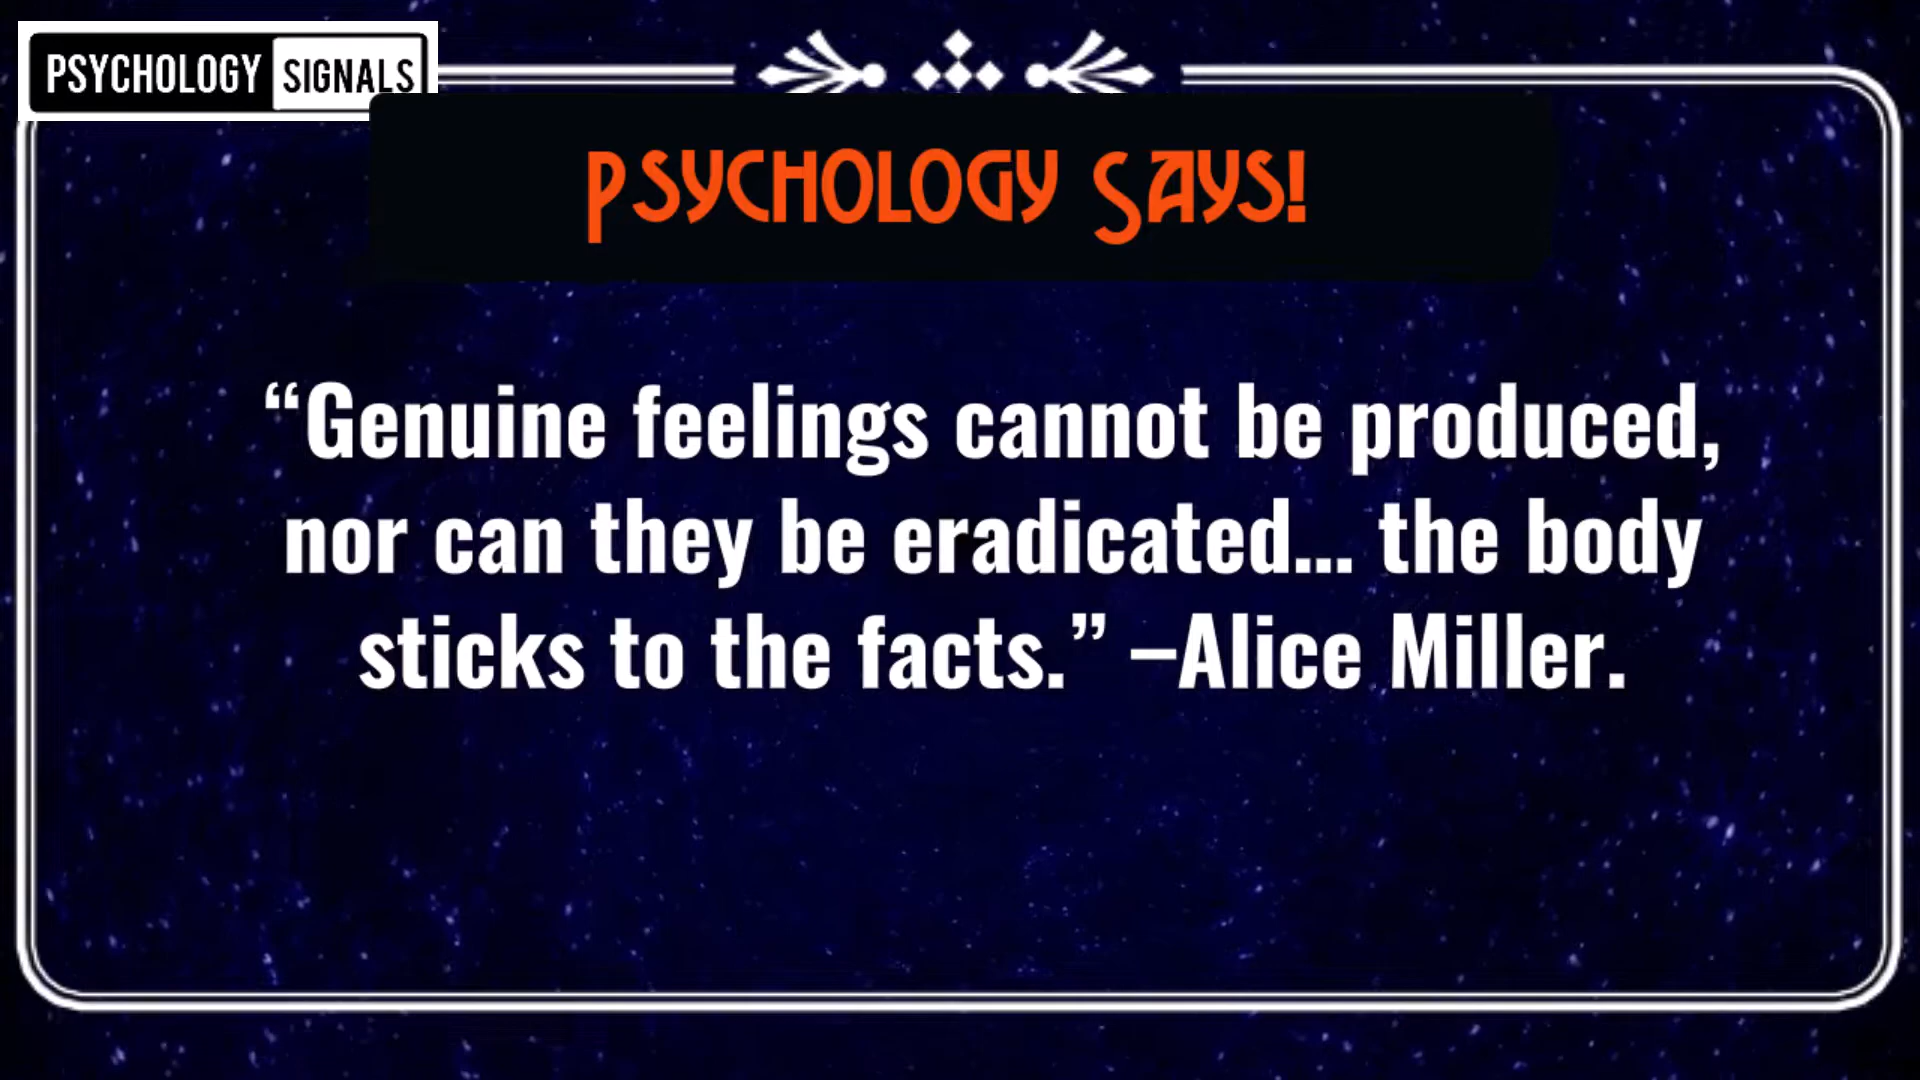 PSYCHOLOGY SIGNALS
PSYCHOLOGY SAYS!
“Genuine feelings cannot be produced,
nor can they be eradicated... the body
sticks to the facts.” –Alice Miller.